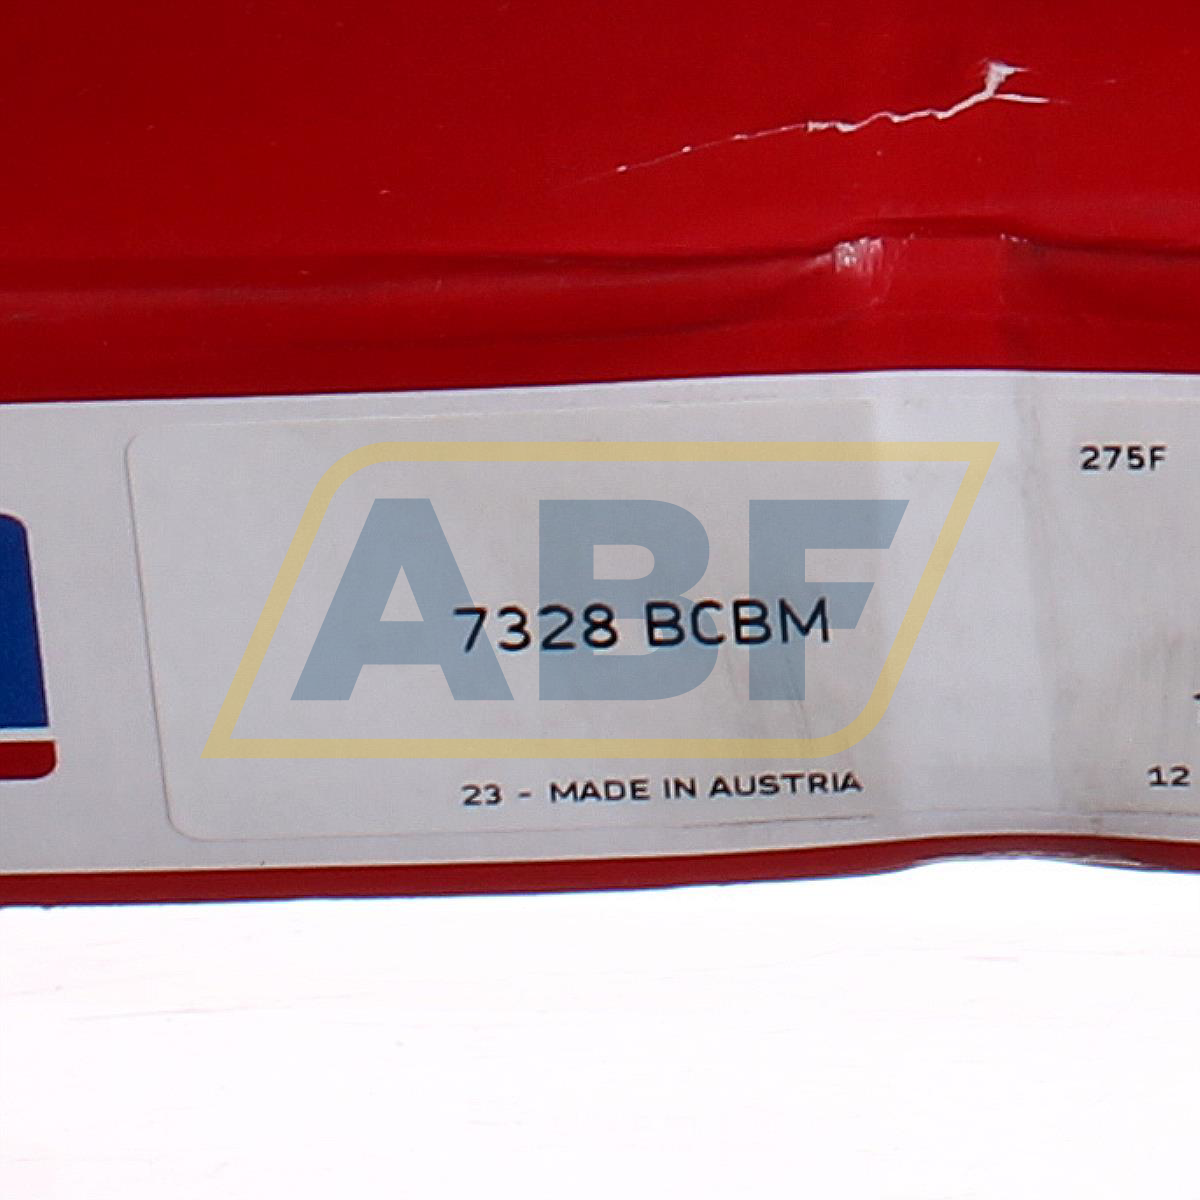 275F
ABF
7328 BCBM
23 - MADE IN AUSTRIA
12